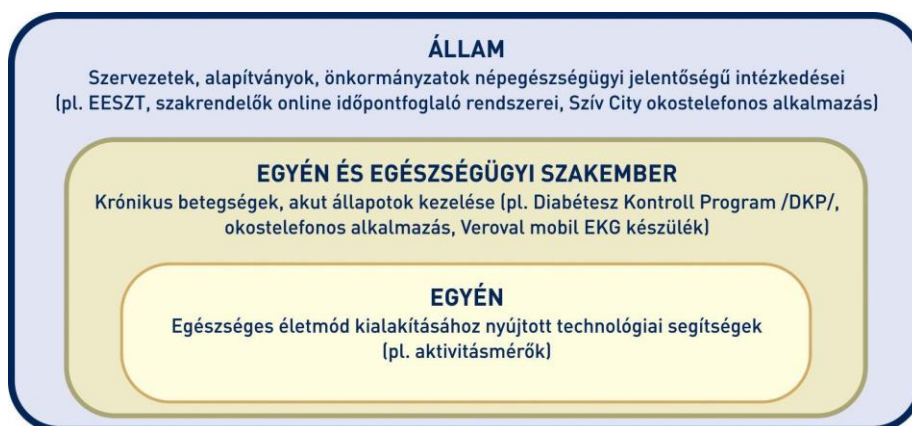 ÁLLAM
Szervezetek, alapítványok, önkormányzatok népegészségügyi jelentőségű intézkedései
(pl. EESZT, szakrendelők online időpontfoglaló rendszerei, Szív City okostelefonos alkalmazás)
EGYÉN ÉS EGÉSZSÉGÜGYI SZAKEMBER
Krónikus betegségek, akut állapotok kezelése (pl. Diabétesz Kontroll Program /DKP/,
okostelefonos alkalmazás, Veroval mobil EKG készülék)
EGYÉN
Egészséges életmód kialakításához nyújtott technológiai segítségek
(pl. aktivitásmérők)